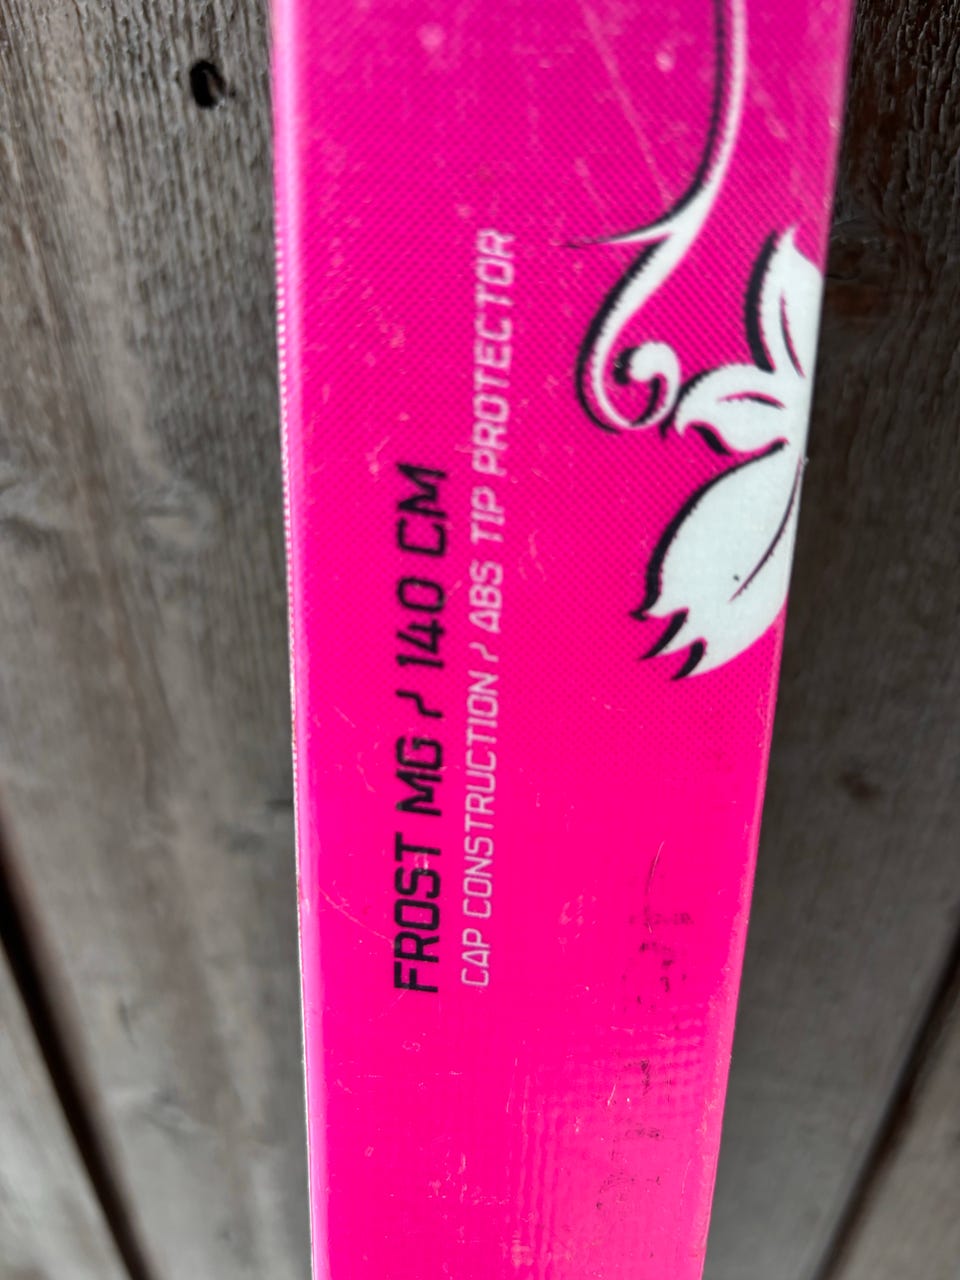 FROST MG / 140 CM
CAP CONSTRUCTION / ABS TIP PROTECTOR